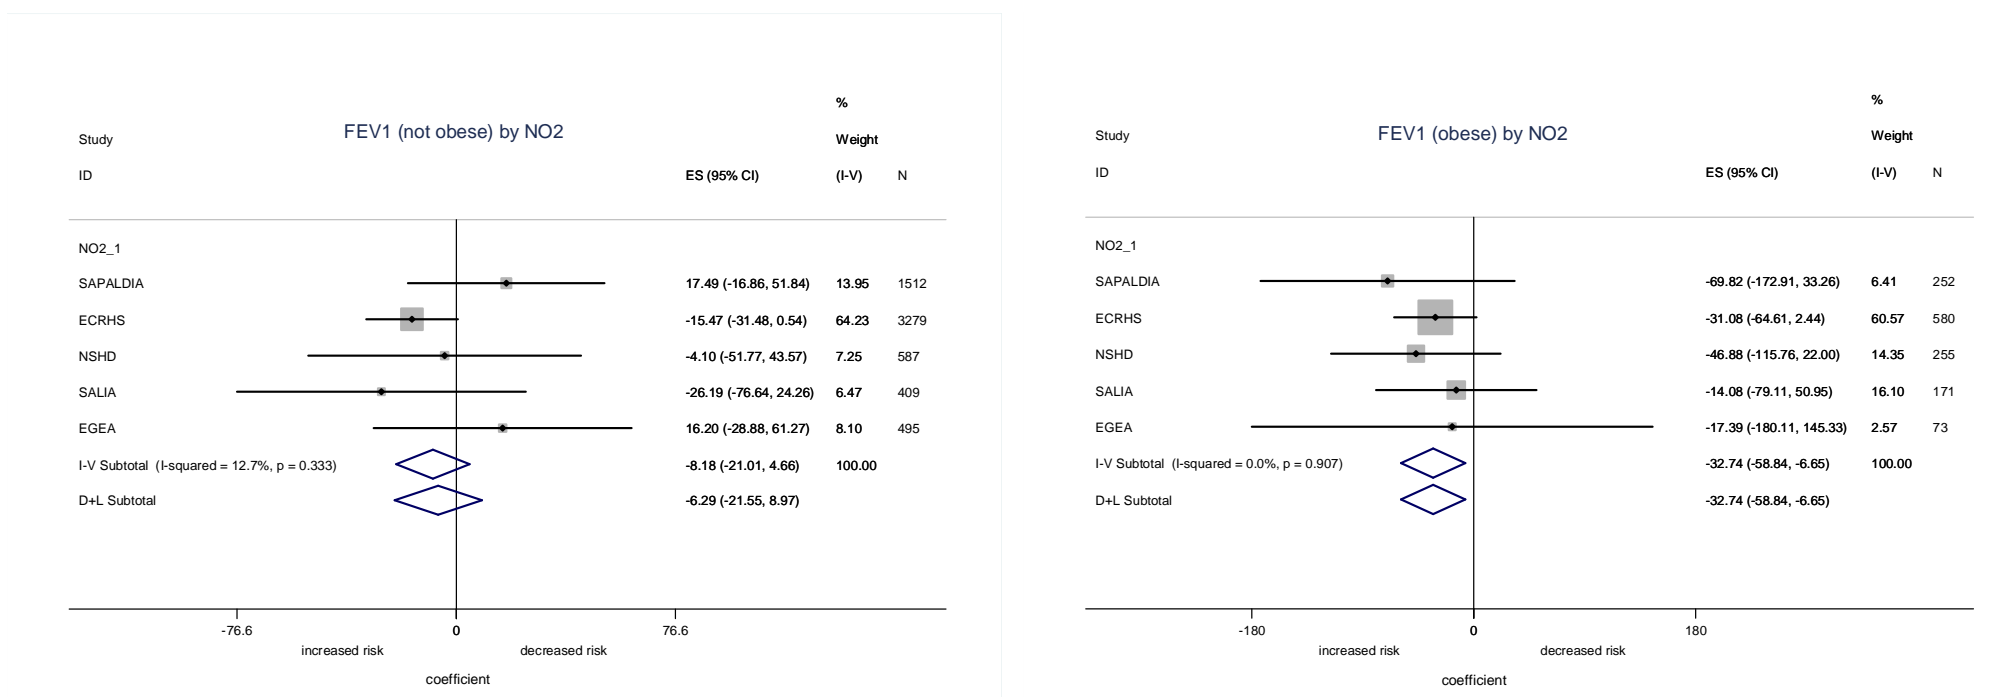 %
Study FEV1 (not obese) by NO2 Weight
ID ES (95% CI) (I-V) N
NO2_1
SAPALDIA 17.49 (-16.86, 51.84) 13.95 1512
ECRHS -15.47 (-31.48, 0.54) 64.23 3279
NSHD -4.10 (-51.77, 43.57) 7.25 587
SALIA -26.19 (-76.64, 24.26) 6.47 409
EGEA 16.20 (-28.88, 61.27) 8.10 495
I-V Subtotal (I-squared = 12.7%, p = 0.333) -8.18 (-21.01, 4.66) 100.00
D+L Subtotal -6.29 (-21.55, 8.97)
-76.6 0 76.6
increased risk decreased risk
coefficient
%
Study FEV1 (obese) by NO2 Weight
ID ES (95% CI) (I-V) N
NO2_1
SAPALDIA -69.82 (-172.91, 33.26) 6.41 252
ECRHS -31.08 (-64.61, 2.44) 60.57 580
NSHD -46.88 (-115.76, 22.00) 14.35 255
SALIA -14.08 (-79.11, 50.95) 16.10 171
EGEA -17.39 (-180.11, 145.33) 2.57 73
I-V Subtotal (I-squared = 0.0%, p = 0.907) -32.74 (-58.84, -6.65) 100.00
D+L Subtotal -32.74 (-58.84, -6.65)
-180 0 180
increased risk decreased risk
coefficient